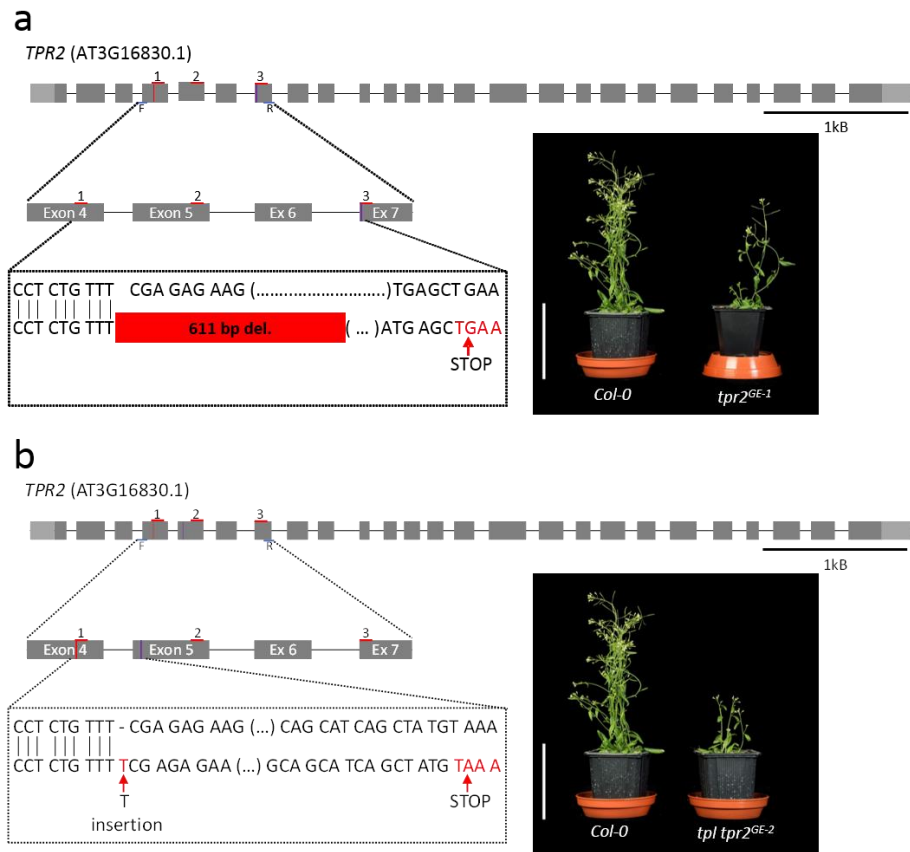 a
TPR2 (AT3G16830.1)
1 2 3
F R
1kB
1 2 3
Exon 4 Exon 5 Ex 6 Ex 7
CCT CTG TTT CGA GAG AAG (............................)TGAGCT GAA
CCT CTG TTT 611 bp del. ( ... )ATG AGCTGAA
STOP
Col-0 tpr2GE-1
b
TPR2 (AT3G16830.1)
1 2 3
F R
1kB
1 2 3
Exon 4 Exon 5 Ex 6 Ex 7
CCT CTG TTT - CGA GAG AAG (...) CAG CAT CAG CTA TGT AAA
CCT CTG TTT TCG AGA GAA (...) GCA GCA TCA GCT ATG TAA A
T STOP
insertion
Col-0 tpl tpr2GE-2